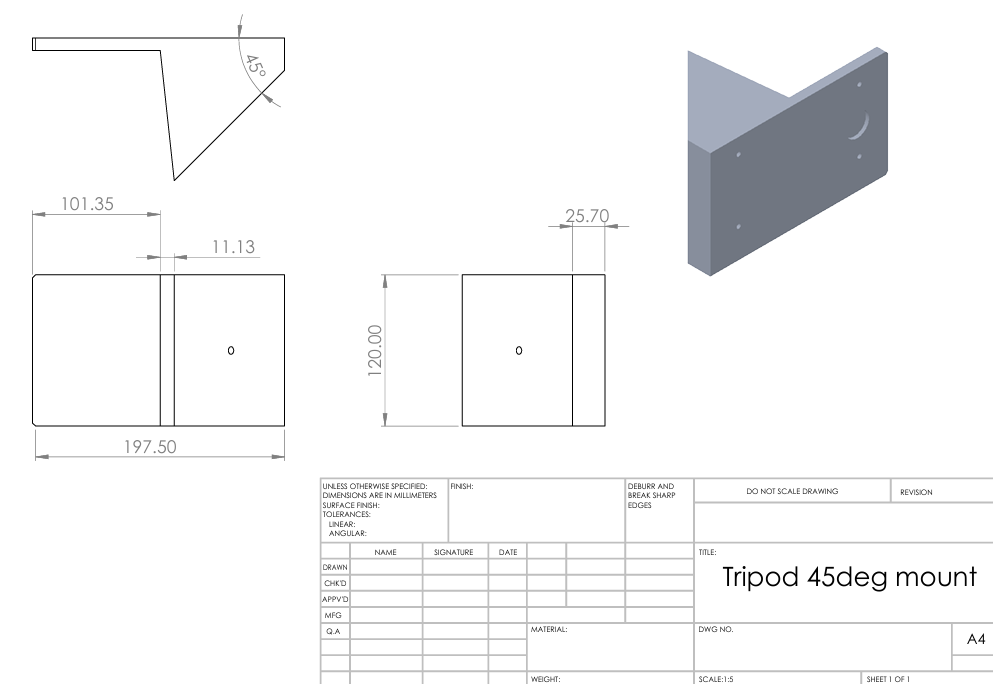 45°
101.35
11.13
25.70
120.00
197.50
UNLESS OTHERWISE SPECIFIED:
DIMENSIONS ARE IN MILLIMETERS
SURFACE FINISH:
TOLERANCES:
LINEAR:
ANGULAR:
FINISH:
DEBURR AND
BREAK SHARP
EDGES
DO NOT SCALE DRAWING
REVISION
NAME
SIGNATURE
DATE
DRAWN
CHK'D
APPV'D
MFG
Q.A
TITLE:
Tripod 45deg mount
MATERIAL:
DWG NO.
A4
WEIGHT:
SCALE:1:5
SHEET 1 OF 1